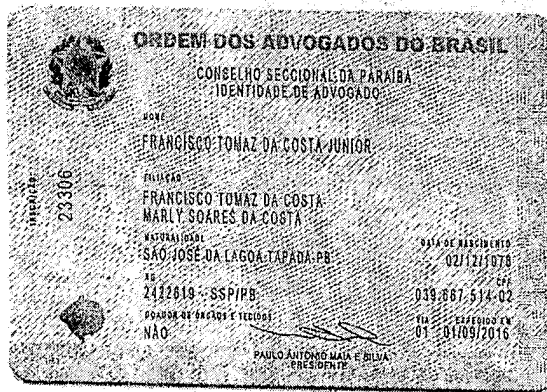 ORDEM DOS ADVOGADOS DO BRASIL
CONSELHO SECCIONAL DA PARAÍBA
IDENTIDADE DE ADVOGADO
NOME
FRANCISCO TOMAZ DA COSTA JUNIOR
FILIAÇÃO
FRANCISCO TOMAZ DA COSTA
MARLY SOARES DA COSTA
NATURALIDADE
SÃO JOSÉ DA LAGOA TAPADA-PB
DATA DE NASCIMENTO
02/12/1978
RG
2422619 - SSP/PB
CPF
039.667.514-02
DOADOR DE ÓRGÃOS E TECIDOS
NÃO
VIA EXPEDIDO EM
01 01/09/2016
PAULO ANTONIO MAIA E SILVA
PRESIDENTE
INSCRIÇÃO:
23306